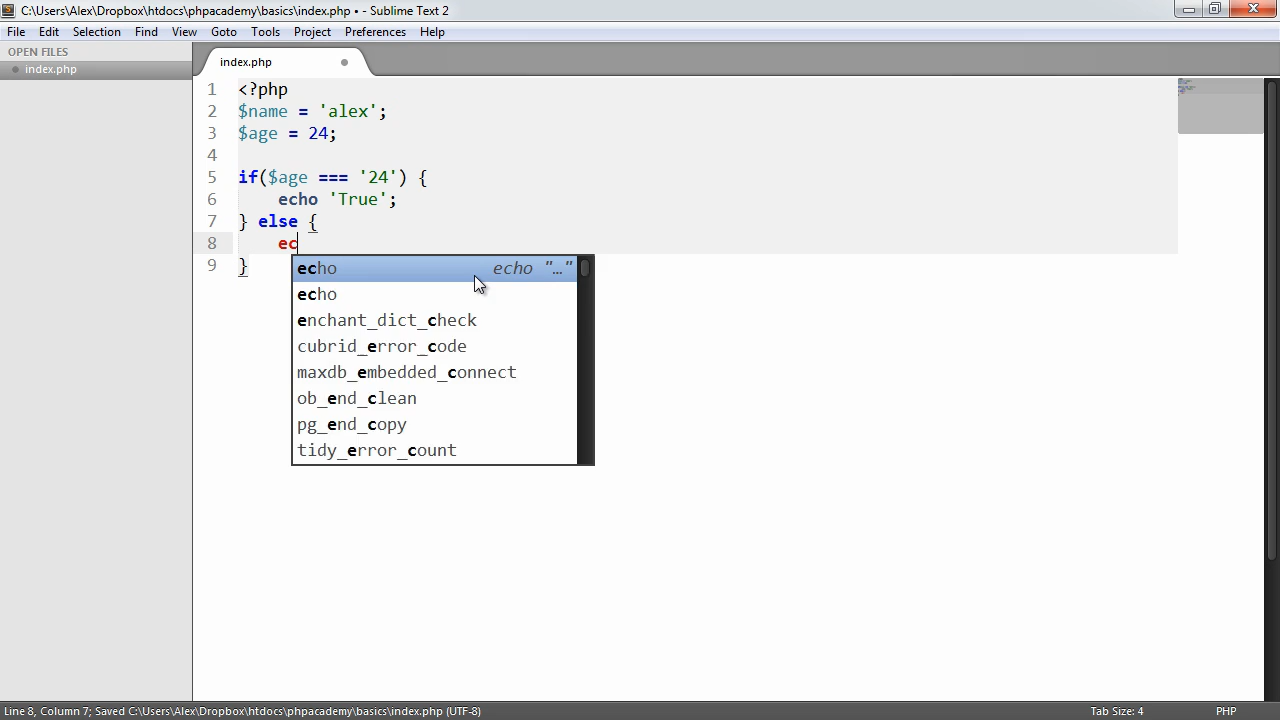 C:\Users\Alex\Dropbox\htdocs\phpacademy\basics\index.php • - Sublime Text 2
File Edit Selection Find View Goto Tools Project Preferences Help
OPEN FILES
index.php
index.php
1 <?php
2 $name = 'alex';
3 $age = 24;
4
5 if($age === '24') {
6     echo 'True';
7 } else {
8     ec
9 }
echo echo "…"
echo
enchant_dict_check
cubrid_error_code
maxdb_embedded_connect
ob_end_clean
pg_end_copy
tidy_error_count
Line 8, Column 7; Saved C:\Users\Alex\Dropbox\htdocs\phpacademy\basics\index.php (UTF-8) Tab Size: 4 PHP